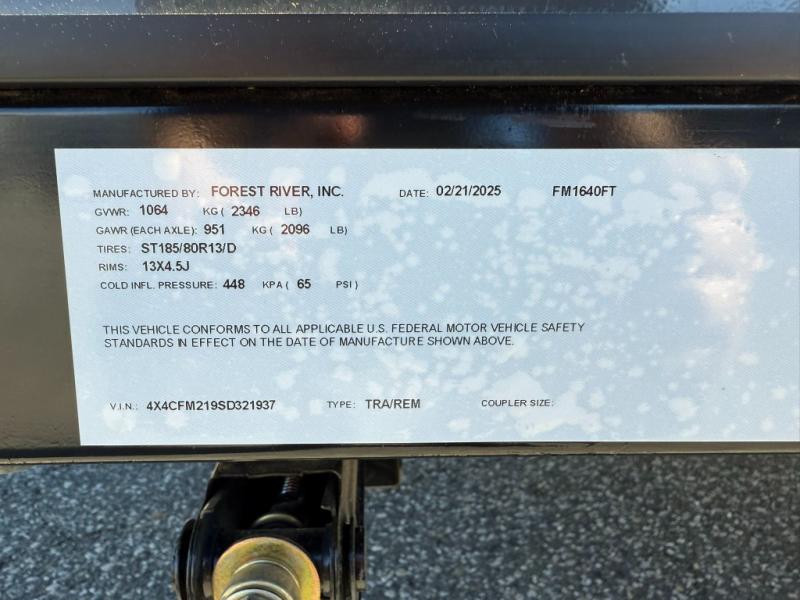 MANUFACTURED BY: FOREST RIVER, INC. DATE: 02/21/2025 FM1640FT
GVWR: 1064 KG ( 2346 LB)
GAWR (EACH AXLE): 951 KG ( 2096 LB)
TIRES: ST185/80R13/D
RIMS: 13X4.5J
COLD INFL. PRESSURE: 448 KPA ( 65 PSI )
THIS VEHICLE CONFORMS TO ALL APPLICABLE U.S. FEDERAL MOTOR VEHICLE SAFETY
STANDARDS IN EFFECT ON THE DATE OF MANUFACTURE SHOWN ABOVE.
V.I.N.: 4X4CFM219SD321937 TYPE: TRA/REM COUPLER SIZE: